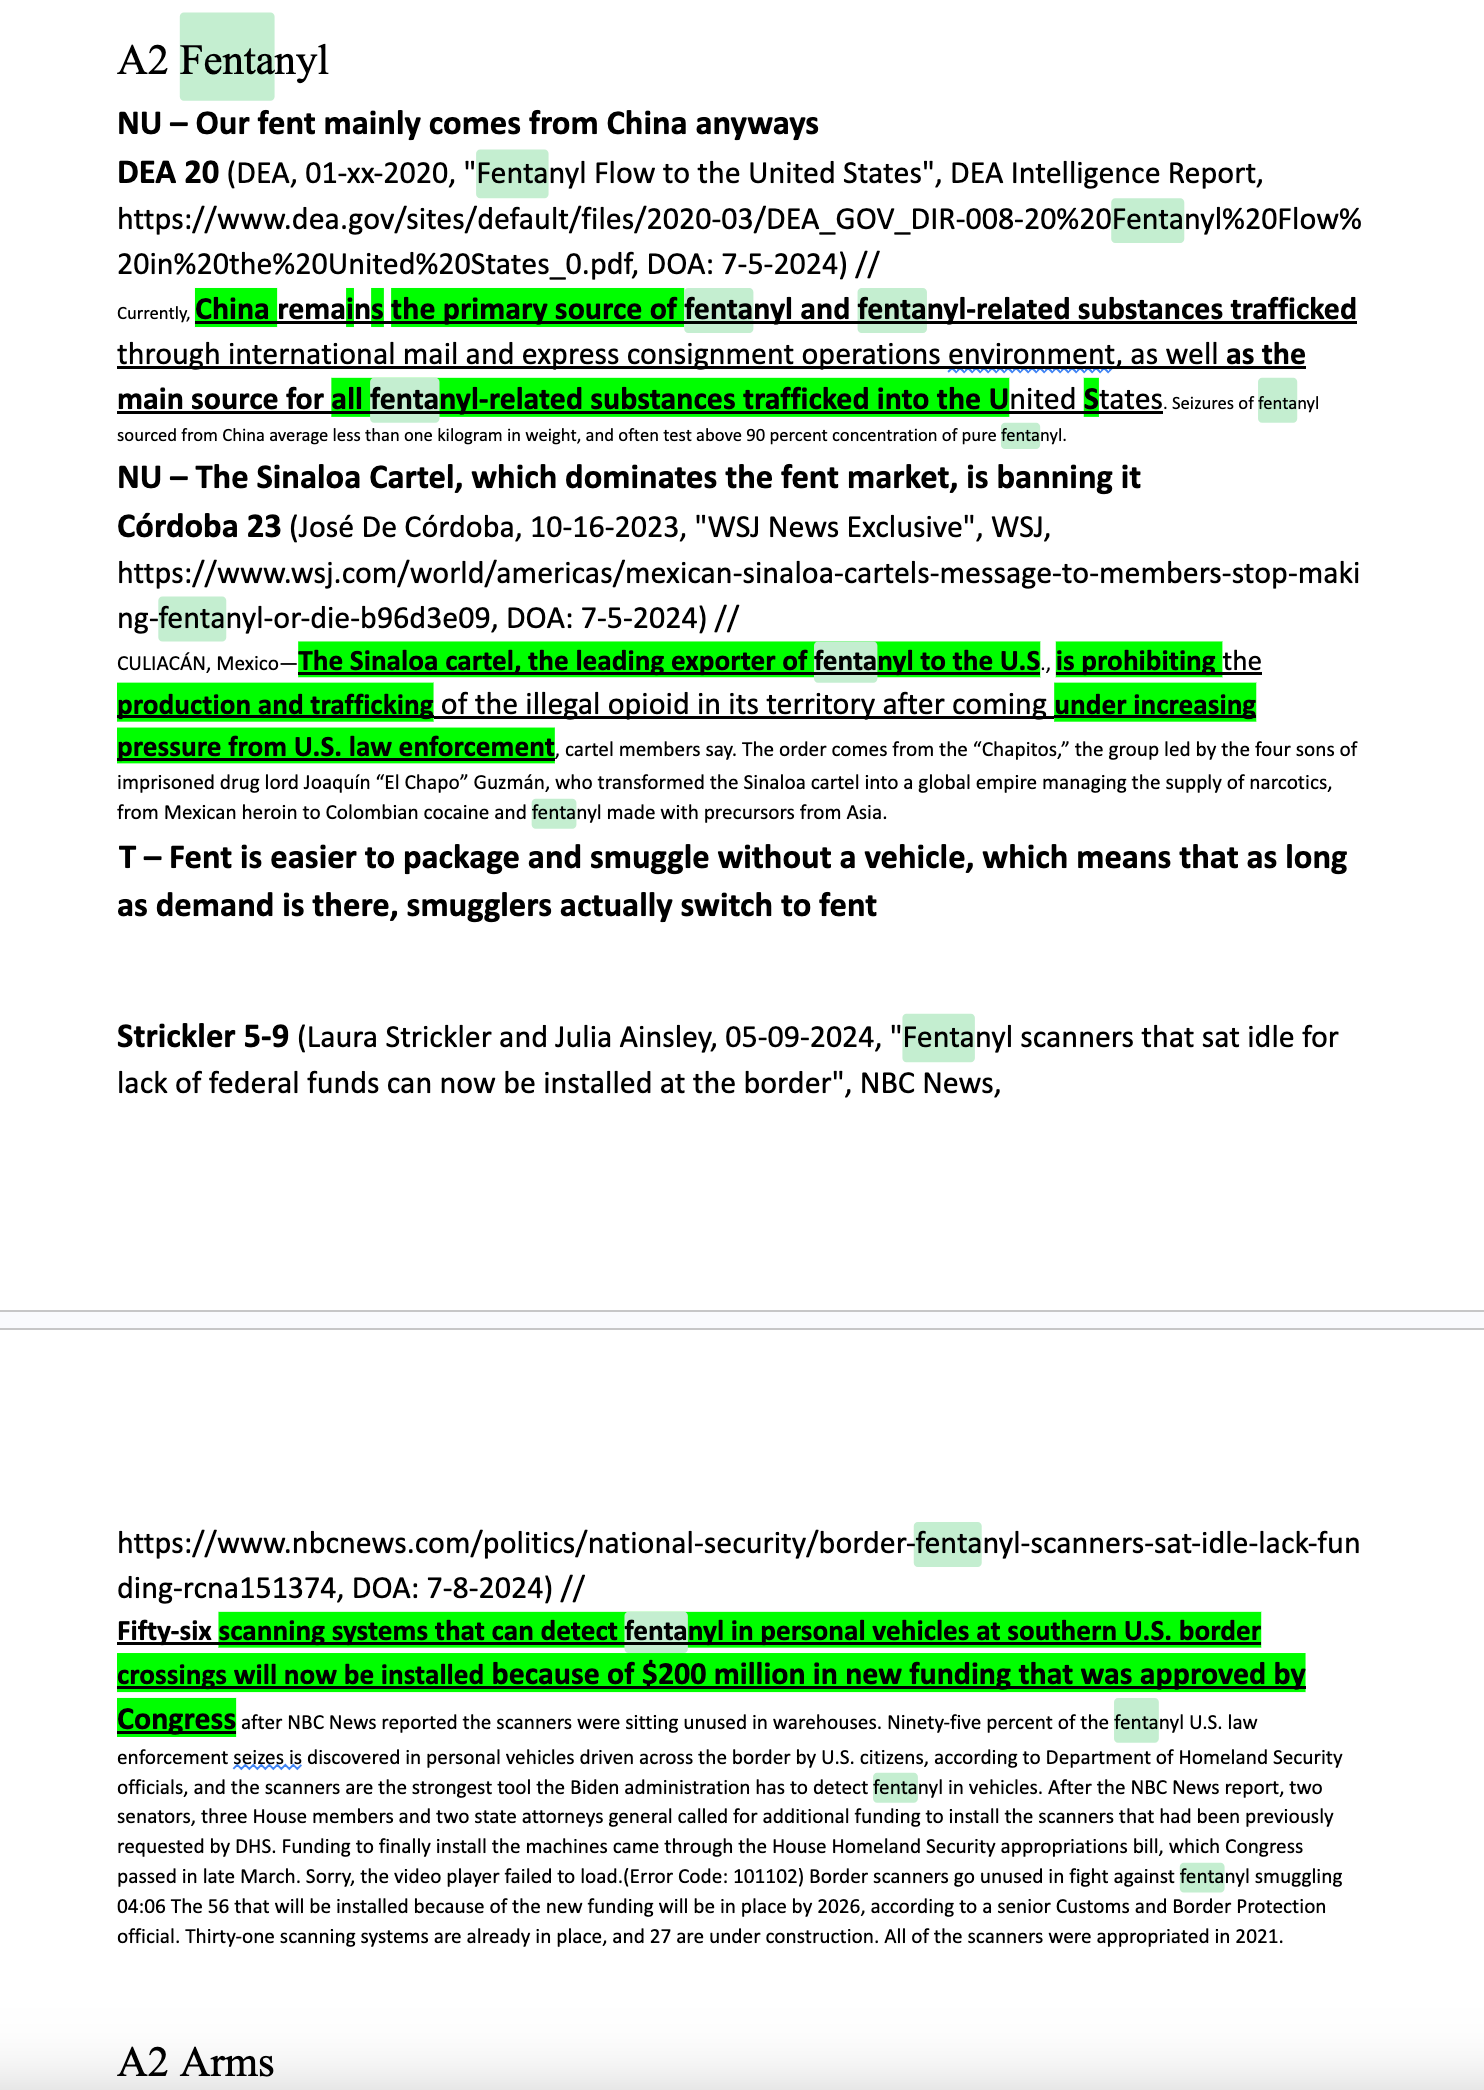 A2 Fentanyl
NU – Our fent mainly comes from China anyways
DEA 20 (DEA, 01-xx-2020, "Fentanyl Flow to the United States", DEA Intelligence Report,
https://www.dea.gov/sites/default/files/2020-03/DEA_GOV_DIR-008-20%20Fentanyl%20Flow%
20in%20the%20United%20States_0.pdf, DOA: 7-5-2024) //
Currently, China remains the primary source of fentanyl and fentanyl-related substances trafficked
through international mail and express consignment operations environment, as well as the
main source for all fentanyl-related substances trafficked into the United States. Seizures of fentanyl
sourced from China average less than one kilogram in weight, and often test above 90 percent concentration of pure fentanyl.
NU – The Sinaloa Cartel, which dominates the fent market, is banning it
Córdoba 23 (José De Córdoba, 10-16-2023, "WSJ News Exclusive", WSJ,
https://www.wsj.com/world/americas/mexican-sinaloa-cartels-message-to-members-stop-maki
ng-fentanyl-or-die-b96d3e09, DOA: 7-5-2024) //
CULIACÁN, Mexico—The Sinaloa cartel, the leading exporter of fentanyl to the U.S., is prohibiting the
production and trafficking of the illegal opioid in its territory after coming under increasing
pressure from U.S. law enforcement, cartel members say. The order comes from the “Chapitos,” the group led by the four sons of
imprisoned drug lord Joaquín “El Chapo” Guzmán, who transformed the Sinaloa cartel into a global empire managing the supply of narcotics,
from Mexican heroin to Colombian cocaine and fentanyl made with precursors from Asia.
T – Fent is easier to package and smuggle without a vehicle, which means that as long
as demand is there, smugglers actually switch to fent
Strickler 5-9 (Laura Strickler and Julia Ainsley, 05-09-2024, "Fentanyl scanners that sat idle for
lack of federal funds can now be installed at the border", NBC News,
https://www.nbcnews.com/politics/national-security/border-fentanyl-scanners-sat-idle-lack-fun
ding-rcna151374, DOA: 7-8-2024) //
Fifty-six scanning systems that can detect fentanyl in personal vehicles at southern U.S. border
crossings will now be installed because of $200 million in new funding that was approved by
Congress after NBC News reported the scanners were sitting unused in warehouses. Ninety-five percent of the fentanyl U.S. law
enforcement seizes is discovered in personal vehicles driven across the border by U.S. citizens, according to Department of Homeland Security
officials, and the scanners are the strongest tool the Biden administration has to detect fentanyl in vehicles. After the NBC News report, two
senators, three House members and two state attorneys general called for additional funding to install the scanners that had been previously
requested by DHS. Funding to finally install the machines came through the House Homeland Security appropriations bill, which Congress
passed in late March. Sorry, the video player failed to load.(Error Code: 101102) Border scanners go unused in fight against fentanyl smuggling
04:06 The 56 that will be installed because of the new funding will be in place by 2026, according to a senior Customs and Border Protection
official. Thirty-one scanning systems are already in place, and 27 are under construction. All of the scanners were appropriated in 2021.
A2 Arms